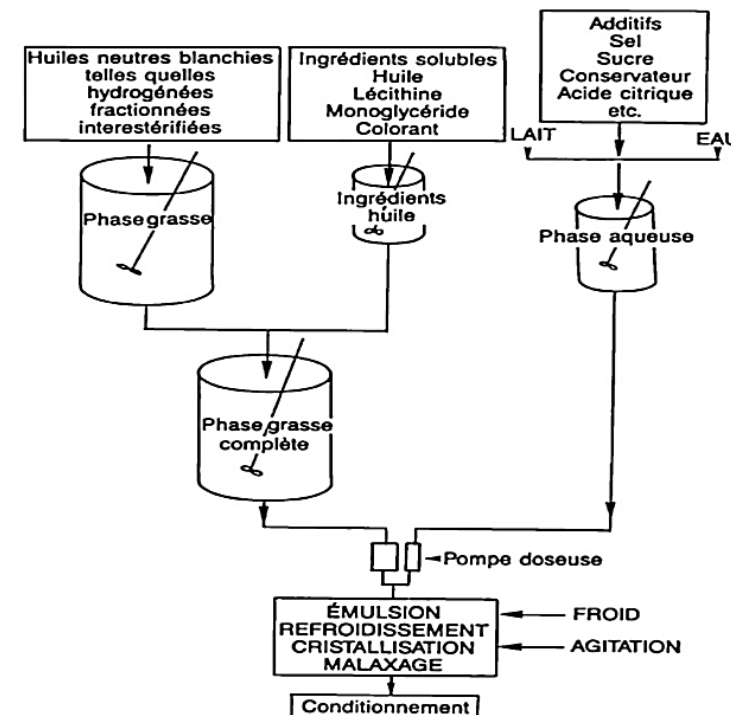 Huiles neutres blanchies
telles quelles
hydrogénées
fractionnées
interestérifiées
Ingrédients solubles
Huile
Lécithine
Monoglycéride
Colorant
Additifs
Sel
Sucre
Conservateur
Acide citrique
etc.
LAIT
EAU
Phase grasse
Ingrédients
huile
Phase aqueuse
Phase grasse
complète
Pompe doseuse
ÉMULSION
REFROIDISSEMENT
CRISTALLISATION
MALAXAGE
FROID
AGITATION
Conditionnement